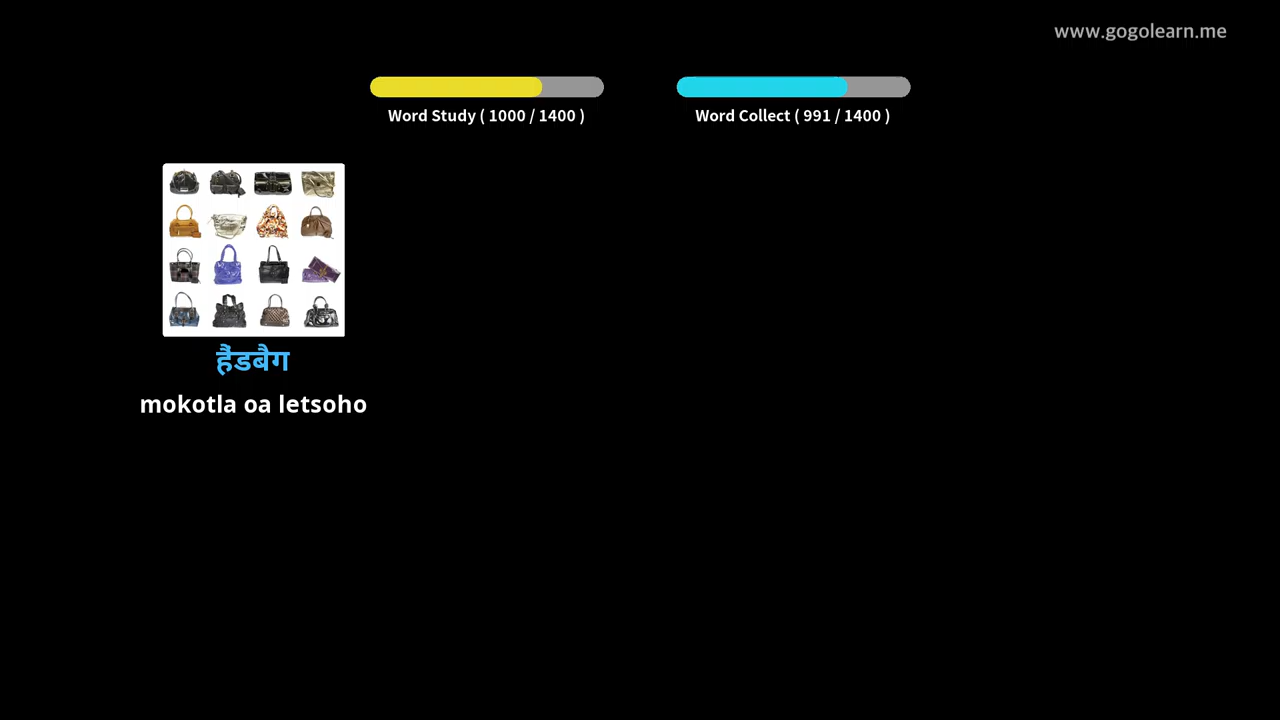 www.gogolearn.me
Word Study ( 1000 / 1400 )
Word Collect ( 991 / 1400 )
हैंडबैग
mokotla oa letsoho